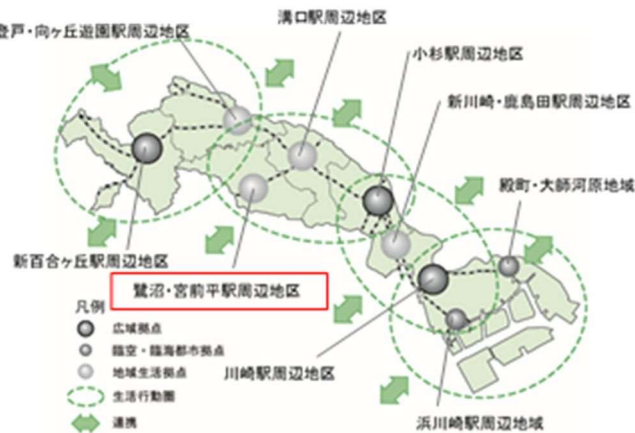 登戸・向ヶ丘遊園駅周辺地区
溝口駅周辺地区
小杉駅周辺地区
新川崎・鹿島田駅周辺地区
殿町・大師河原地域
新百合ヶ丘駅周辺地区
鷺沼・宮前平駅周辺地区
凡例
広域拠点
臨空・臨海都市拠点
地域生活拠点
生活行動圏
連携
川崎駅周辺地区
浜川崎駅周辺地域